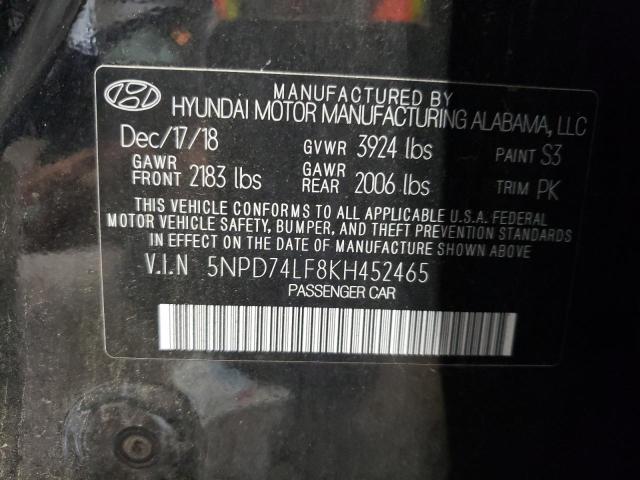 MANUFACTURED BY
HYUNDAI MOTOR MANUFACTURING ALABAMA, LLC
Dec/17/18 GVWR 3924 lbs PAINT S3
GAWR FRONT 2183 lbs GAWR REAR 2006 lbs TRIM PK
THIS VEHICLE CONFORMS TO ALL APPLICABLE U.S.A. FEDERAL
MOTOR VEHICLE SAFETY, BUMPER, AND THEFT PREVENTION STANDARDS
IN EFFECT ON THE DATE OF MANUFACTURE SHOWN ABOVE.
V.I.N 5NPD74LF8KH452465
PASSENGER CAR